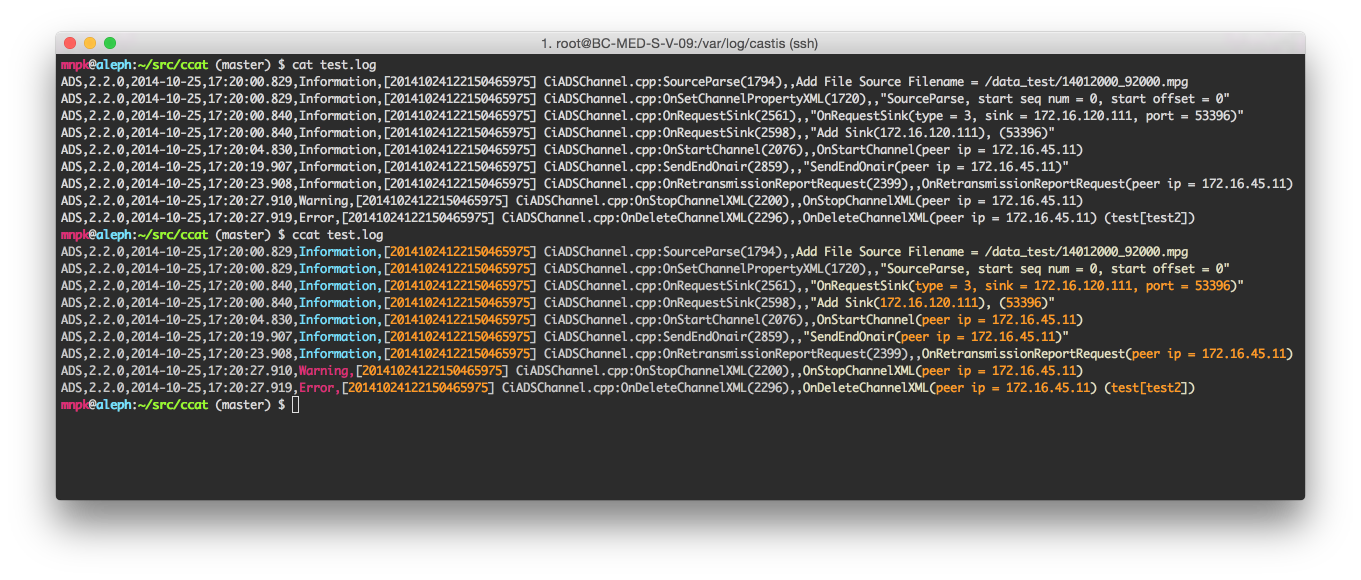 1. root@BC-MED-S-V-09:/var/log/castis (ssh)
mnpk@aleph:~/src/ccat (master) $ cat test.log
ADS,2.2.0,2014-10-25,17:20:00.829,Information,[20141024122150465975] CiADSChannel.cpp:SourceParse(1794),,Add File Source Filename = /data_test/14012000_92000.mpg
ADS,2.2.0,2014-10-25,17:20:00.829,Information,[20141024122150465975] CiADSChannel.cpp:OnSetChannelPropertyXML(1720),,"SourceParse, start seq num = 0, start offset = 0"
ADS,2.2.0,2014-10-25,17:20:00.840,Information,[20141024122150465975] CiADSChannel.cpp:OnRequestSink(2561),,"OnRequestSink(type = 3, sink = 172.16.120.111, port = 53396)"
ADS,2.2.0,2014-10-25,17:20:00.840,Information,[20141024122150465975] CiADSChannel.cpp:OnRequestSink(2598),,"Add Sink(172.16.120.111), (53396)"
ADS,2.2.0,2014-10-25,17:20:04.830,Information,[20141024122150465975] CiADSChannel.cpp:OnStartChannel(2076),,OnStartChannel(peer ip = 172.16.45.11)
ADS,2.2.0,2014-10-25,17:20:19.907,Information,[20141024122150465975] CiADSChannel.cpp:SendEndOnair(2859),,"SendEndOnair(peer ip = 172.16.45.11)"
ADS,2.2.0,2014-10-25,17:20:23.908,Information,[20141024122150465975] CiADSChannel.cpp:OnRetransmissionReportRequest(2399),,OnRetransmissionReportRequest(peer ip = 172.16.45.11)
ADS,2.2.0,2014-10-25,17:20:27.910,Warning,[20141024122150465975] CiADSChannel.cpp:OnStopChannelXML(2200),,OnStopChannelXML(peer ip = 172.16.45.11)
ADS,2.2.0,2014-10-25,17:20:27.919,Error,[20141024122150465975] CiADSChannel.cpp:OnDeleteChannelXML(2296),,OnDeleteChannelXML(peer ip = 172.16.45.11) (test[test2])
mnpk@aleph:~/src/ccat (master) $ ccat test.log
ADS,2.2.0,2014-10-25,17:20:00.829,Information,[20141024122150465975] CiADSChannel.cpp:SourceParse(1794),,Add File Source Filename = /data_test/14012000_92000.mpg
ADS,2.2.0,2014-10-25,17:20:00.829,Information,[20141024122150465975] CiADSChannel.cpp:OnSetChannelPropertyXML(1720),,"SourceParse, start seq num = 0, start offset = 0"
ADS,2.2.0,2014-10-25,17:20:00.840,Information,[20141024122150465975] CiADSChannel.cpp:OnRequestSink(2561),,"OnRequestSink(type = 3, sink = 172.16.120.111, port = 53396)"
ADS,2.2.0,2014-10-25,17:20:00.840,Information,[20141024122150465975] CiADSChannel.cpp:OnRequestSink(2598),,"Add Sink(172.16.120.111), (53396)"
ADS,2.2.0,2014-10-25,17:20:04.830,Information,[20141024122150465975] CiADSChannel.cpp:OnStartChannel(2076),,OnStartChannel(peer ip = 172.16.45.11)
ADS,2.2.0,2014-10-25,17:20:19.907,Information,[20141024122150465975] CiADSChannel.cpp:SendEndOnair(2859),,"SendEndOnair(peer ip = 172.16.45.11)"
ADS,2.2.0,2014-10-25,17:20:23.908,Information,[20141024122150465975] CiADSChannel.cpp:OnRetransmissionReportRequest(2399),,OnRetransmissionReportRequest(peer ip = 172.16.45.11)
ADS,2.2.0,2014-10-25,17:20:27.910,Warning,[20141024122150465975] CiADSChannel.cpp:OnStopChannelXML(2200),,OnStopChannelXML(peer ip = 172.16.45.11)
ADS,2.2.0,2014-10-25,17:20:27.919,Error,[20141024122150465975] CiADSChannel.cpp:OnDeleteChannelXML(2296),,OnDeleteChannelXML(peer ip = 172.16.45.11) (test[test2])
mnpk@aleph:~/src/ccat (master) $